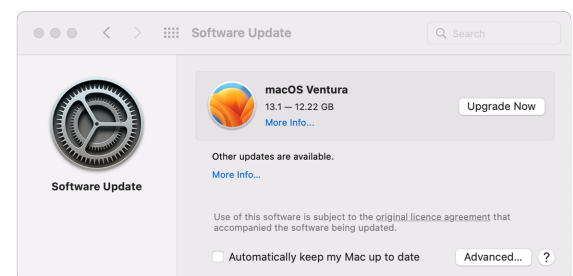 Software Update
Search
macOS Ventura
13.1 — 12.22 GB
More Info...
Upgrade Now
Other updates are available.
More Info...
Software Update
Use of this software is subject to the original licence agreement that
accompanied the software being updated.
Automatically keep my Mac up to date
Advanced...
?